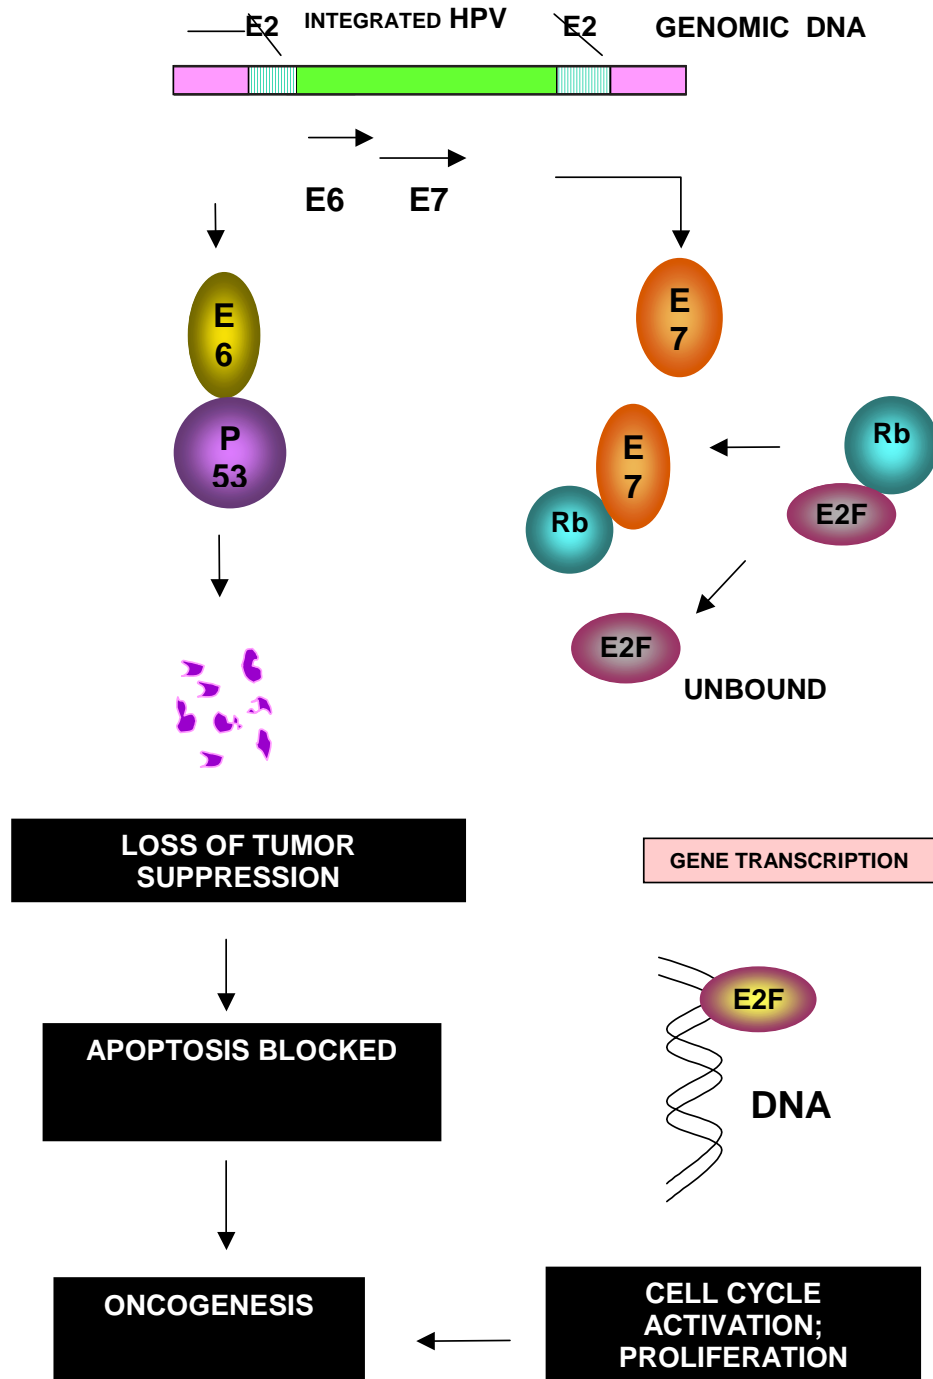 E2 INTEGRATED HPV E2 GENOMIC DNA
E6 E7
E
6
E
7
P
53
E
7
Rb
Rb
E2F
E2F
UNBOUND
LOSS OF TUMOR
SUPPRESSION
GENE TRANSCRIPTION
E2F
APOPTOSIS BLOCKED
DNA
ONCOGENESIS
CELL CYCLE
ACTIVATION;
PROLIFERATION